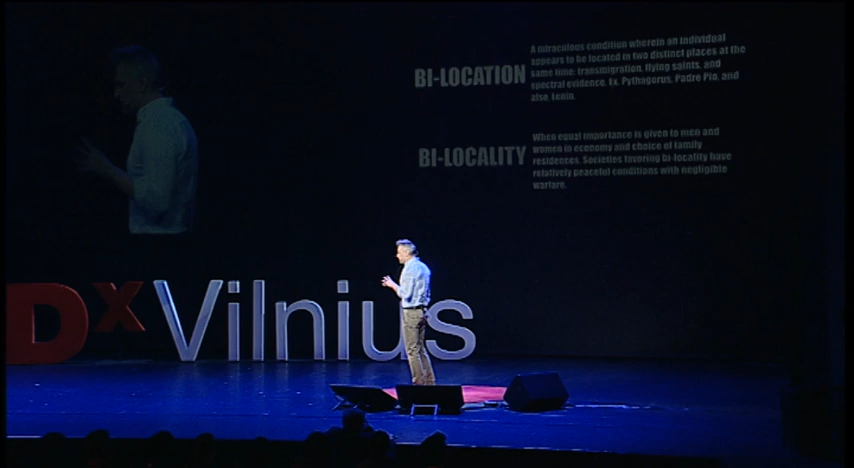 BI-LOCATION
A miraculous condition wherein an individual
appears to be located in two distinct places at the
same time: transmigration, flying saints, and
spectral evidence. Ex. Pythagorus, Padre Pio, and
also, Lenin.
BI-LOCALITY
When equal importance is given to men and
women in economy and choice of family
residences. Societies favoring bi-locality have
relatively peaceful conditions with negligible
warfare.
DxVilnius